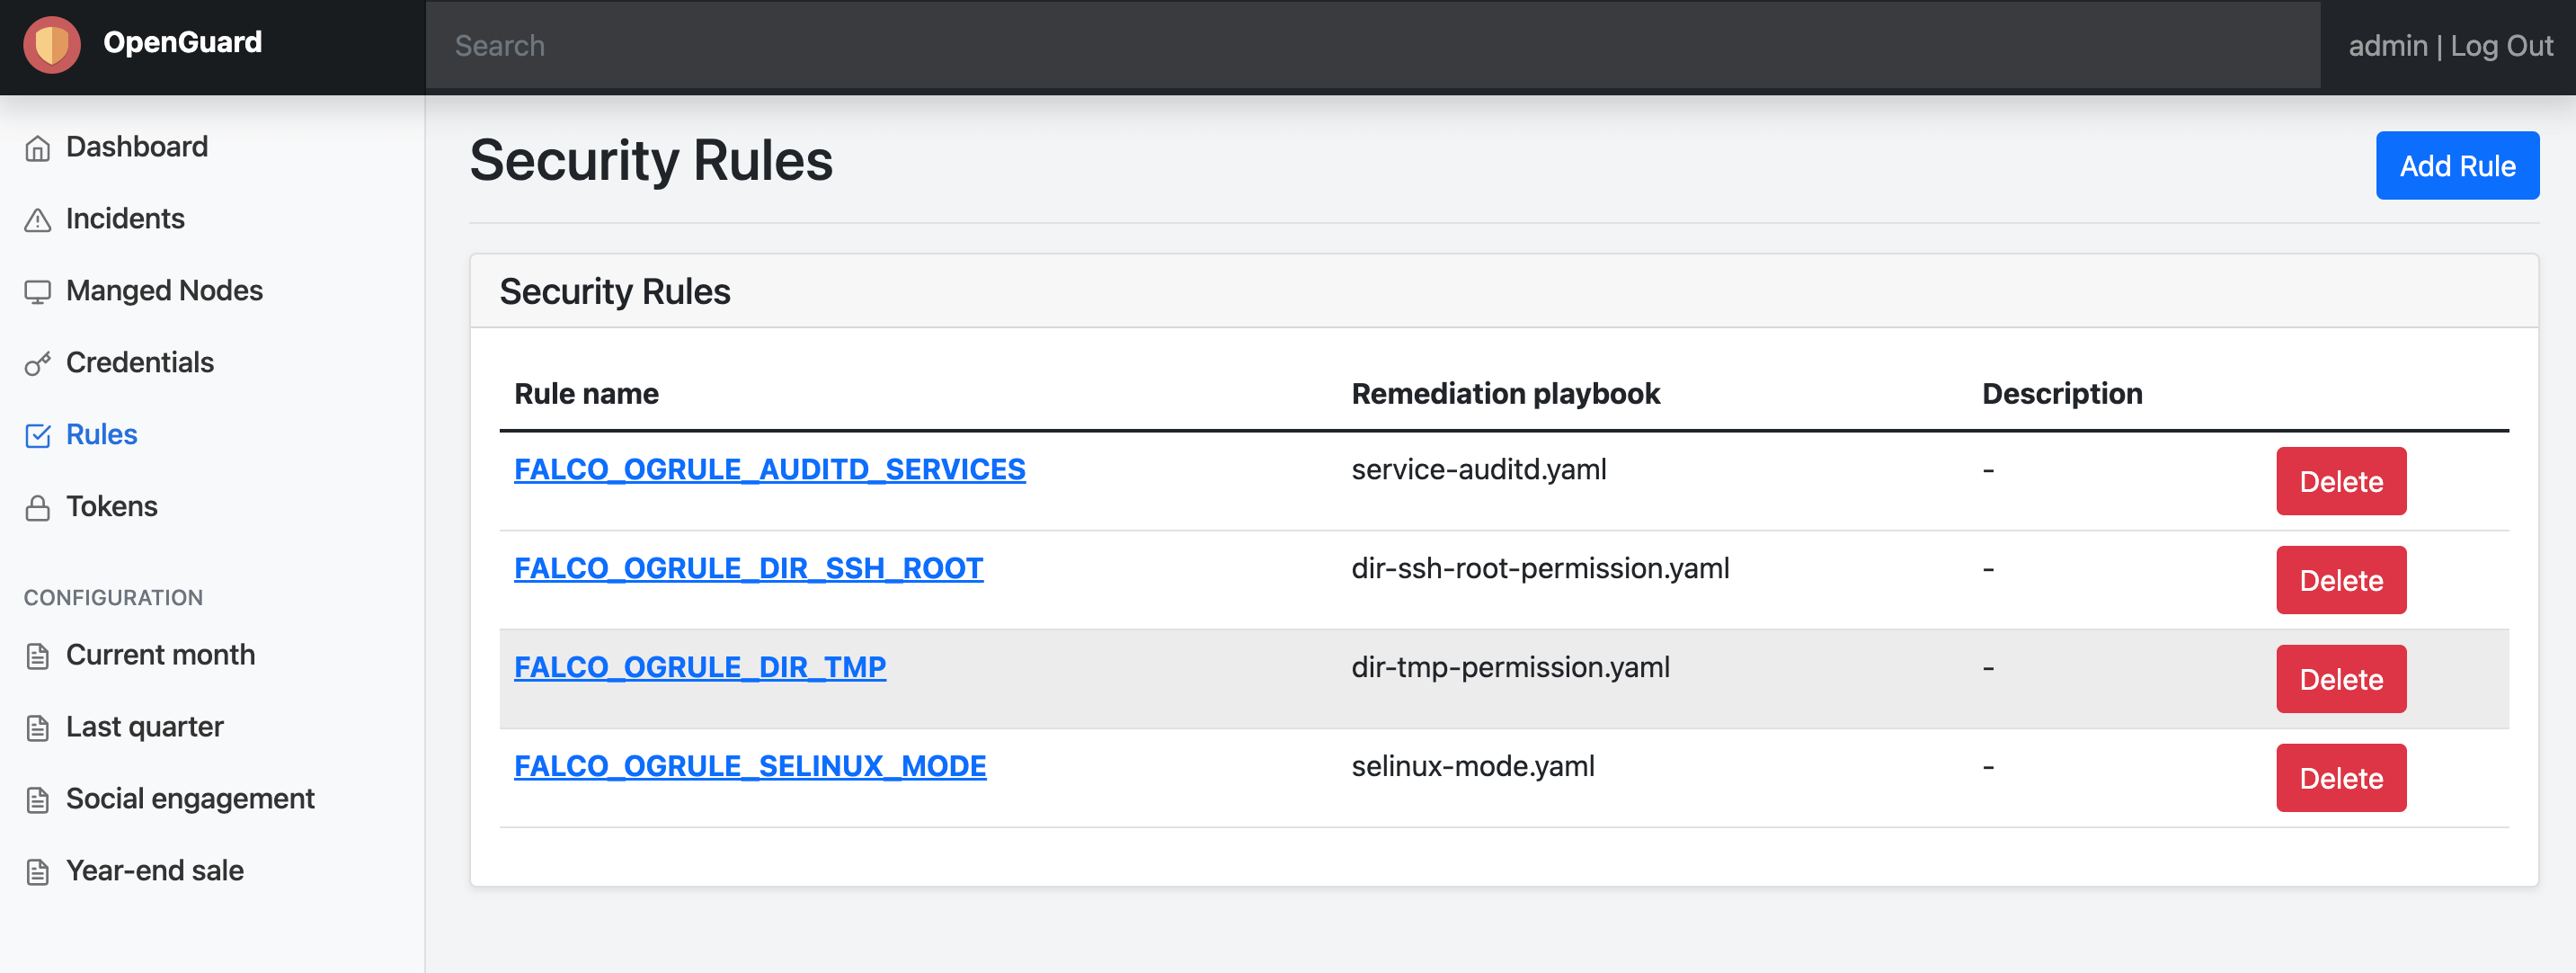 OpenGuard
Search
admin | Log Out
Dashboard
Incidents
Manged Nodes
Credentials
Rules
Tokens
CONFIGURATION
Current month
Last quarter
Social engagement
Year-end sale
Security Rules
Add Rule
Security Rules
Rule name Remediation playbook Description
FALCO_OGRULE_AUDITD_SERVICES service-auditd.yaml - Delete
FALCO_OGRULE_DIR_SSH_ROOT dir-ssh-root-permission.yaml - Delete
FALCO_OGRULE_DIR_TMP dir-tmp-permission.yaml - Delete
FALCO_OGRULE_SELINUX_MODE selinux-mode.yaml - Delete